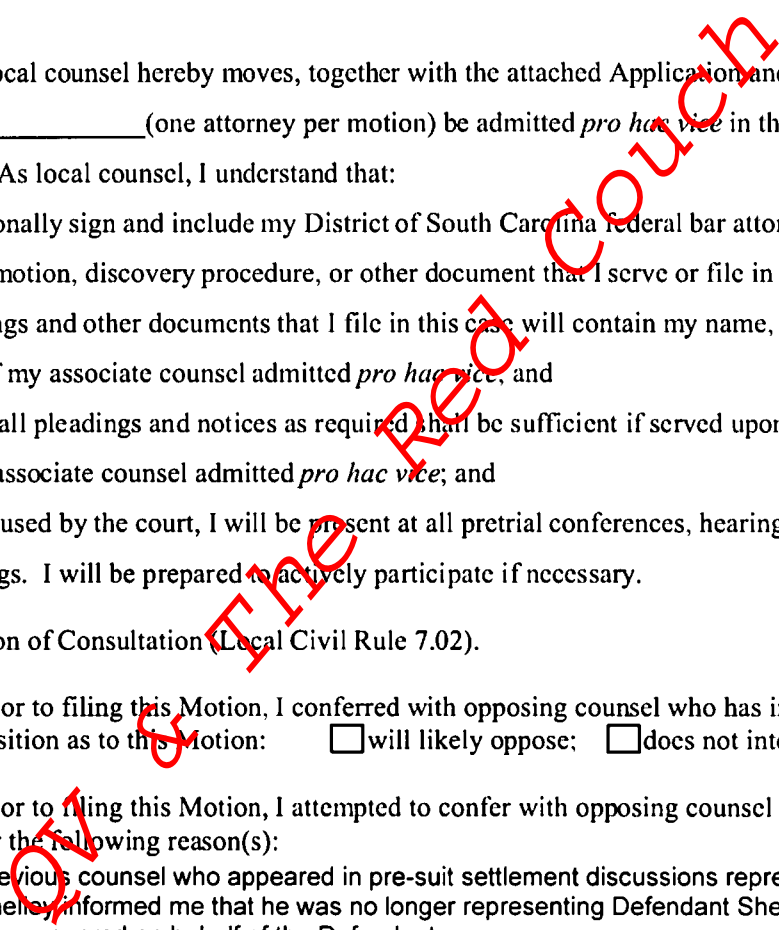 ocal counsel hereby moves, together with the attached Application and
(one attorney per motion) be admitted pro hac vice in th
As local counsel, I understand that:
onally sign and include my District of South Carolina federal bar attor
motion, discovery procedure, or other document that I serve or file in
ngs and other documents that I file in this case will contain my name,
f my associate counsel admitted pro hac vice; and
all pleadings and notices as required shall be sufficient if served upon
associate counsel admitted pro hac vice; and
used by the court, I will be present at all pretrial conferences, hearing
gs. I will be prepared to actively participate if necessary.
on of Consultation (Local Civil Rule 7.02).
or to filing this Motion, I conferred with opposing counsel who has i
sition as to this Motion: will likely oppose; does not inte
or to filing this Motion, I attempted to confer with opposing counsel
r the following reason(s):
evious counsel who appeared in pre-suit settlement discussions repre
helley informed me that he was no longer representing Defendant She
QV & The Red Couch